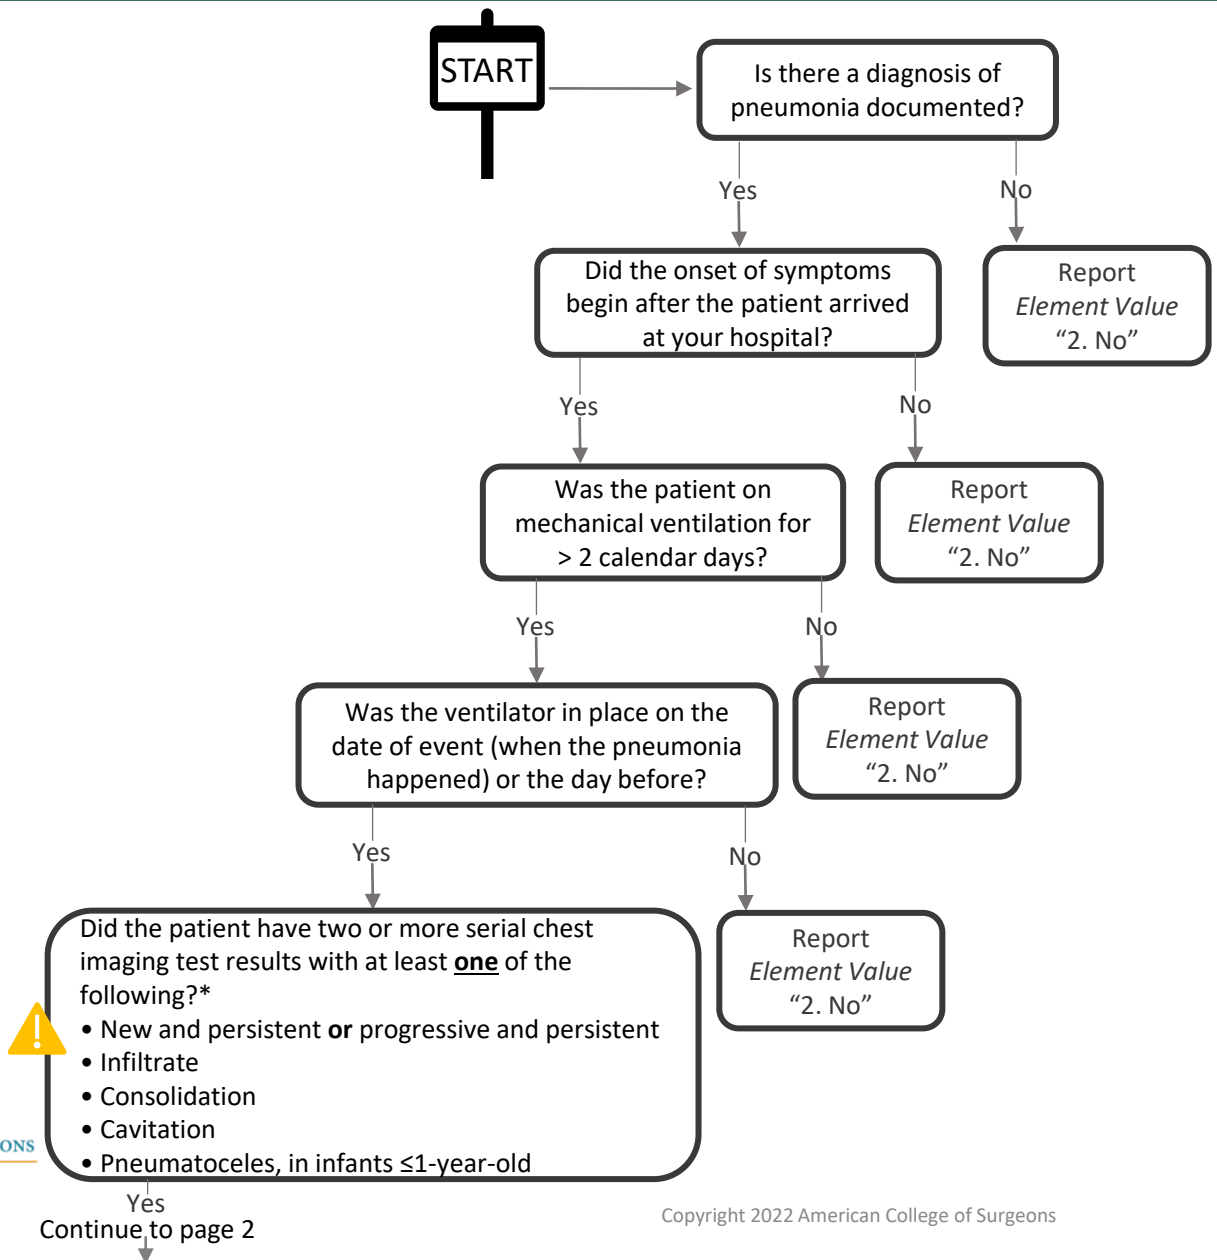 START
Is there a diagnosis of
pneumonia documented?
Yes
No
Did the onset of symptoms
begin after the patient arrived
at your hospital?
Report
Element Value
“2. No”
Yes
No
Was the patient on
mechanical ventilation for
> 2 calendar days?
Report
Element Value
“2. No”
Yes
No
Was the ventilator in place on the
date of event (when the pneumonia
happened) or the day before?
Report
Element Value
“2. No”
Yes
No
Did the patient have two or more serial chest
imaging test results with at least one of the
following?*
• New and persistent or progressive and persistent
• Infiltrate
• Consolidation
• Cavitation
• Pneumatoceles, in infants ≤1-year-old
Report
Element Value
“2. No”
ONS
Yes
Continue to page 2
Copyright 2022 American College of Surgeons